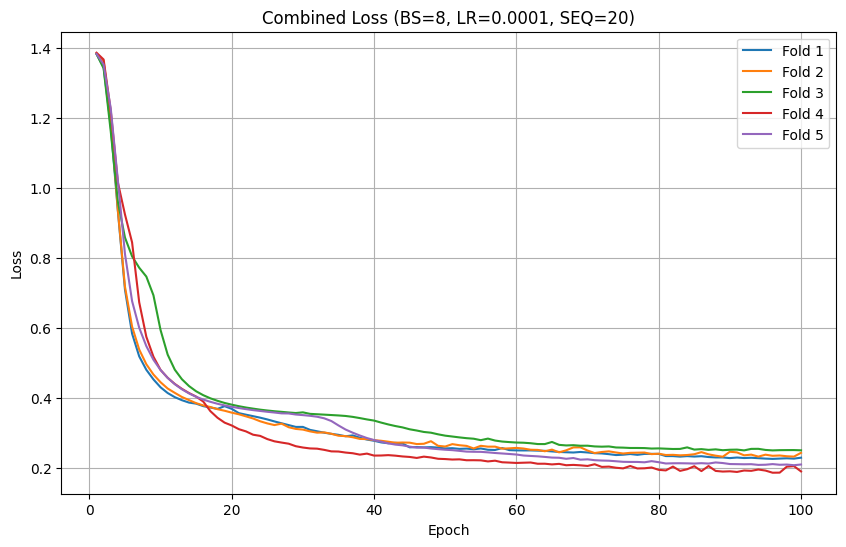 Combined Loss (BS=8, LR=0.0001, SEQ=20)
1.4
1.2
1.0
0.8
0.6
0.4
0.2
Loss
Fold 1
Fold 2
Fold 3
Fold 4
Fold 5
0 20 40 60 80 100
Epoch